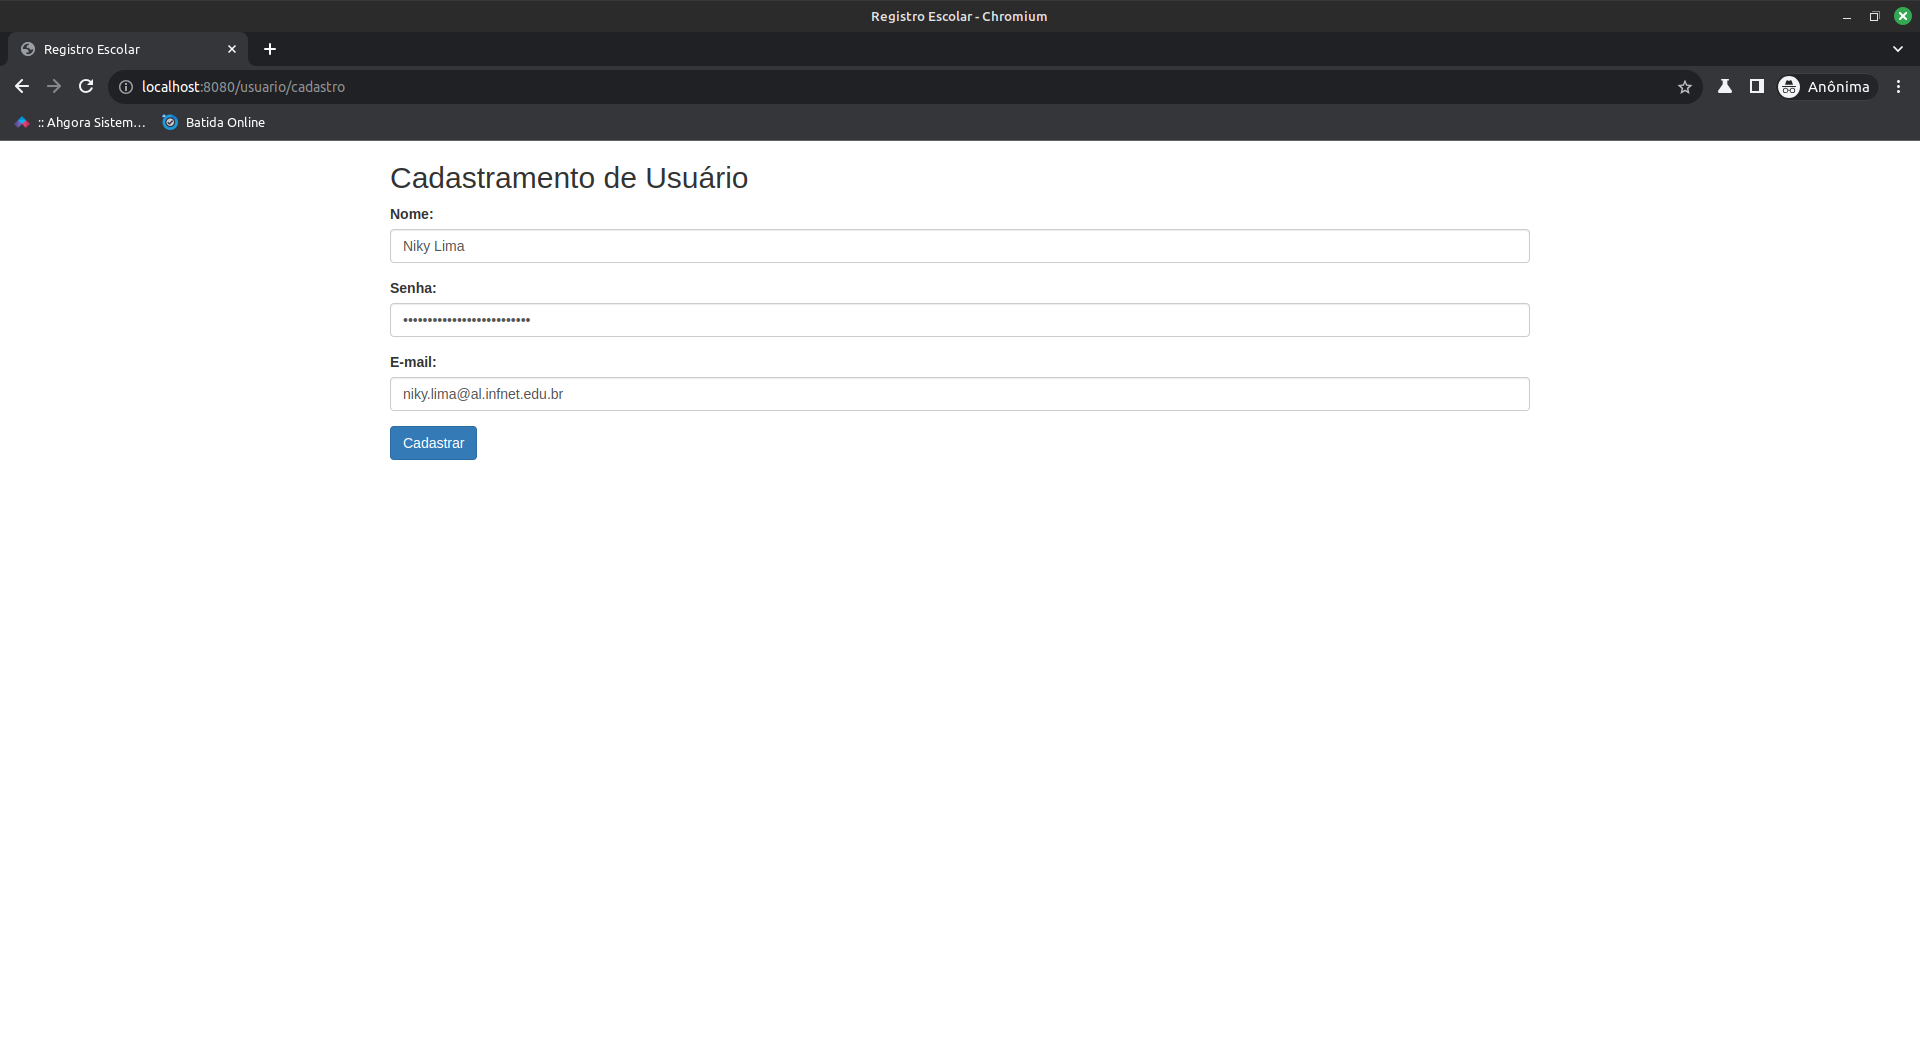 Registro Escolar - Chromium
Registro Escolar
localhost:8080/usuario/cadastro
Anônima
:: Ahgora Sistem...
Batida Online
Cadastramento de Usuário
Nome:
Niky Lima
Senha:
••••••••••••••••••••••••••
E-mail:
niky.lima@al.infnet.edu.br
Cadastrar